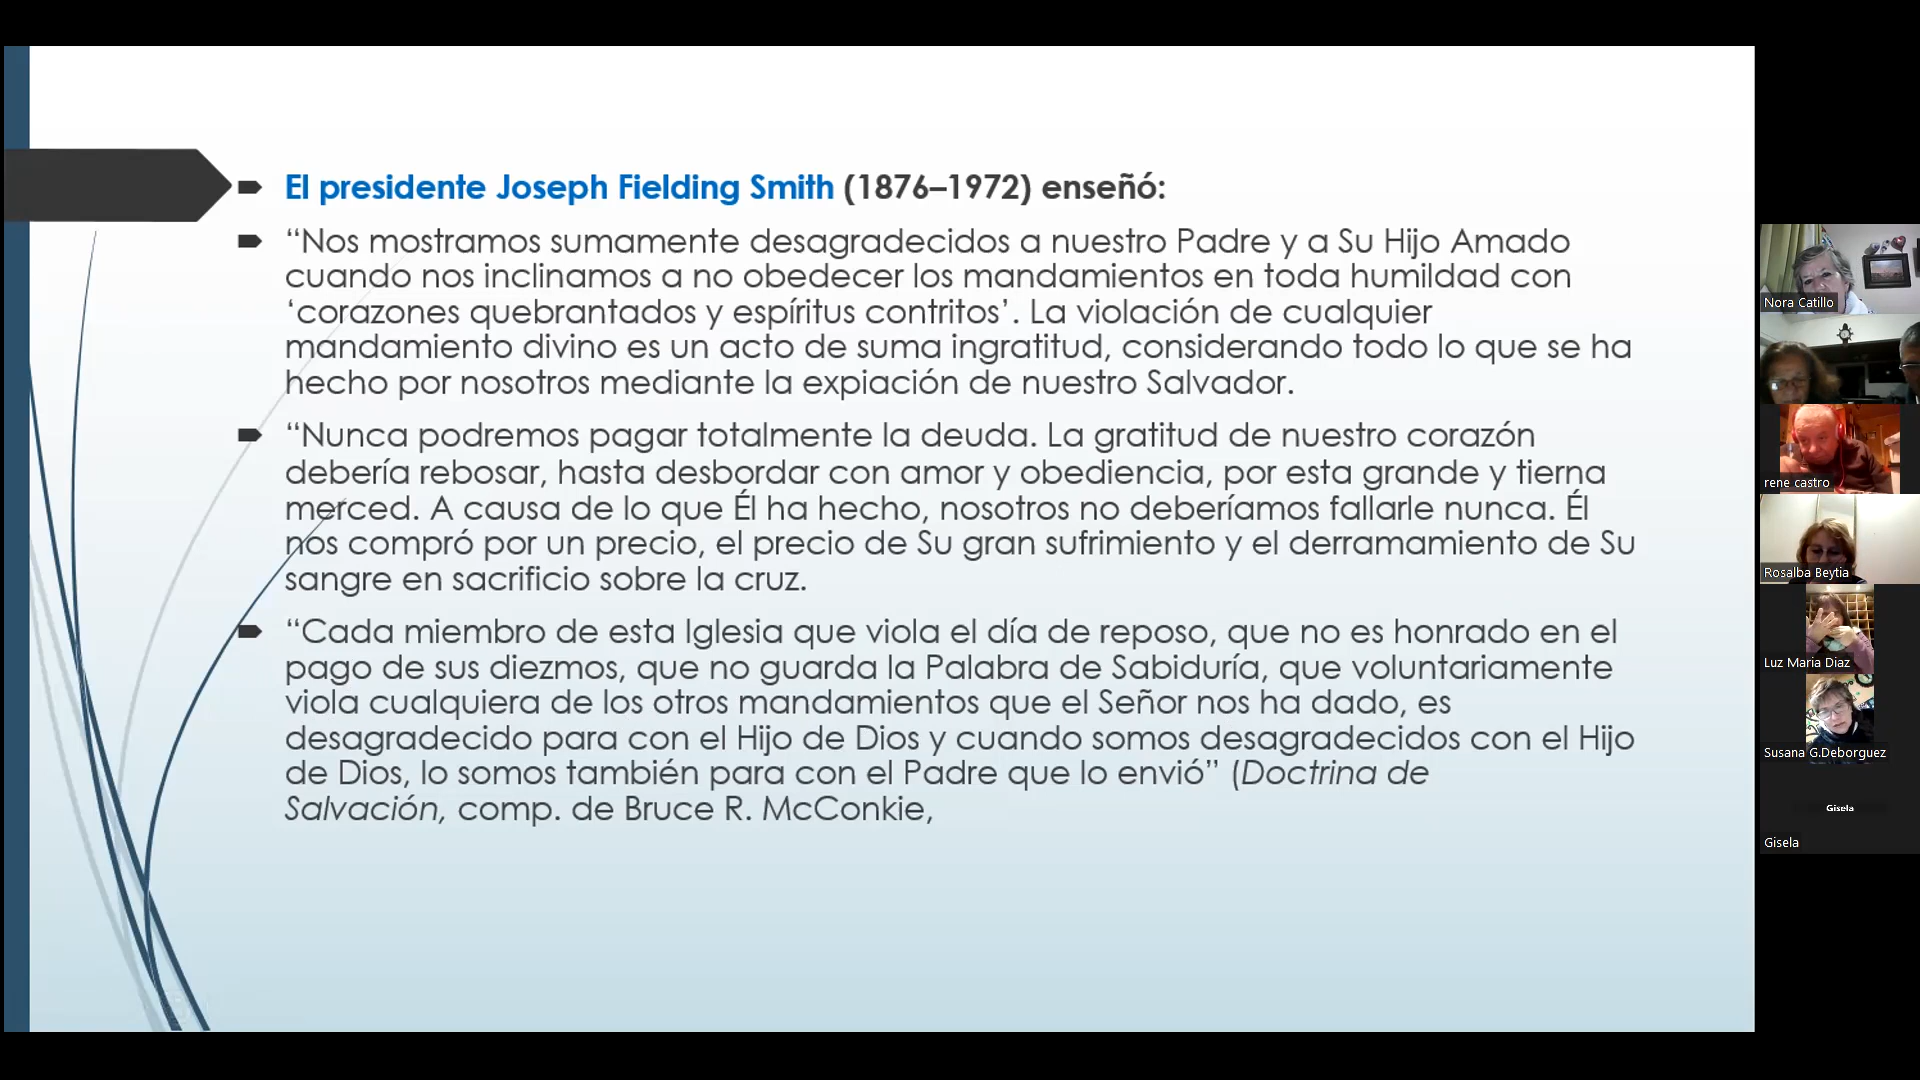 El presidente Joseph Fielding Smith (1876–1972) enseñó:
“Nos mostramos sumamente desagradecidos a nuestro Padre y a Su Hijo Amado
cuando nos inclinamos a no obedecer los mandamientos en toda humildad con
‘corazones quebrantados y espíritus contritos’. La violación de cualquier
mandamiento divino es un acto de suma ingratitud, considerando todo lo que se ha
hecho por nosotros mediante la expiación de nuestro Salvador.
“Nunca podremos pagar totalmente la deuda. La gratitud de nuestro corazón
debería rebosar, hasta desbordar con amor y obediencia, por esta grande y tierna
merced. A causa de lo que Él ha hecho, nosotros no deberíamos fallarle nunca. Él
nos compró por un precio, el precio de Su gran sufrimiento y el derramamiento de Su
sangre en sacrificio sobre la cruz.
“Cada miembro de esta Iglesia que viola el día de reposo, que no es honrado en el
pago de sus diezmos, que no guarda la Palabra de Sabiduría, que voluntariamente
viola cualquiera de los otros mandamientos que el Señor nos ha dado, es
desagradecido para con el Hijo de Dios y cuando somos desagradecidos con el Hijo
de Dios, lo somos también para con el Padre que lo envió” (Doctrina de
Salvación, comp. de Bruce R. McConkie,
Nora Catillo
rene castro
Rosalba Beytia
Luz Maria Diaz
Susana G.Deborguez
Gisela
Gisela